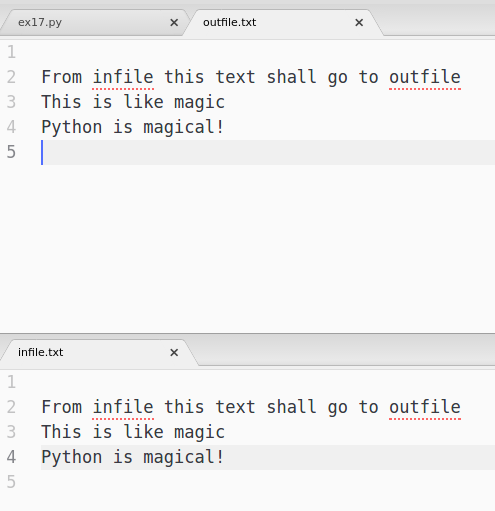 ex17.py × outfile.txt ×
1
2 From infile this text shall go to outfile
3 This is like magic
4 Python is magical!
5
infile.txt ×
1
2 From infile this text shall go to outfile
3 This is like magic
4 Python is magical!
5